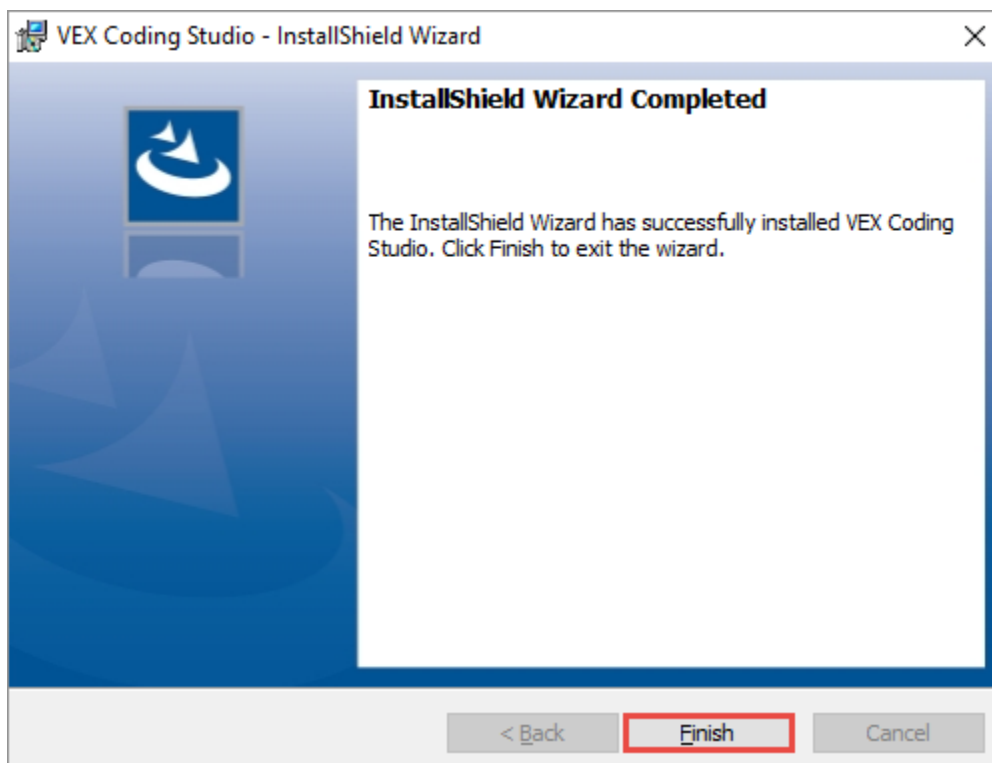 VEX Coding Studio - InstallShield Wizard
InstallShield Wizard Completed
The InstallShield Wizard has successfully installed VEX Coding
Studio. Click Finish to exit the wizard.
< Back
Finish
Cancel